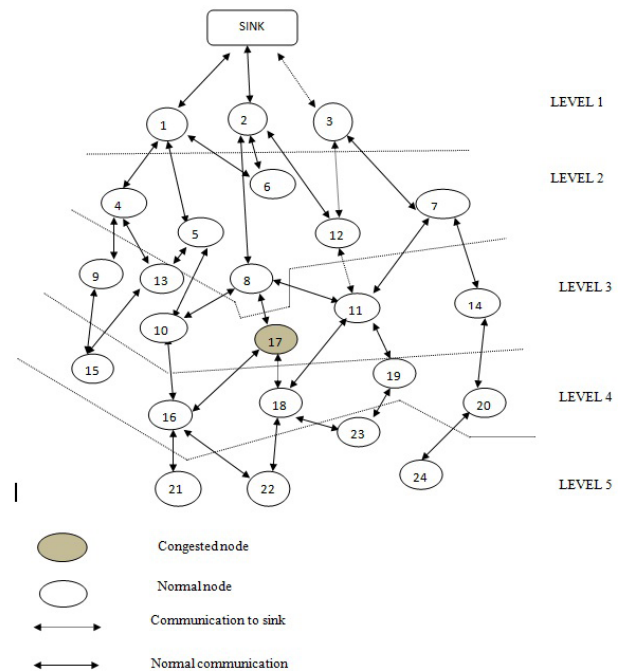 SINK
LEVEL 1
1
2
3
LEVEL 2
6
4
7
5
12
9
13
8
LEVEL 3
11
14
10
17
15
19
LEVEL 4
16
18
20
23
24
21
22
LEVEL 5
Congested node
Normal node
Communication to sink
Normal communication